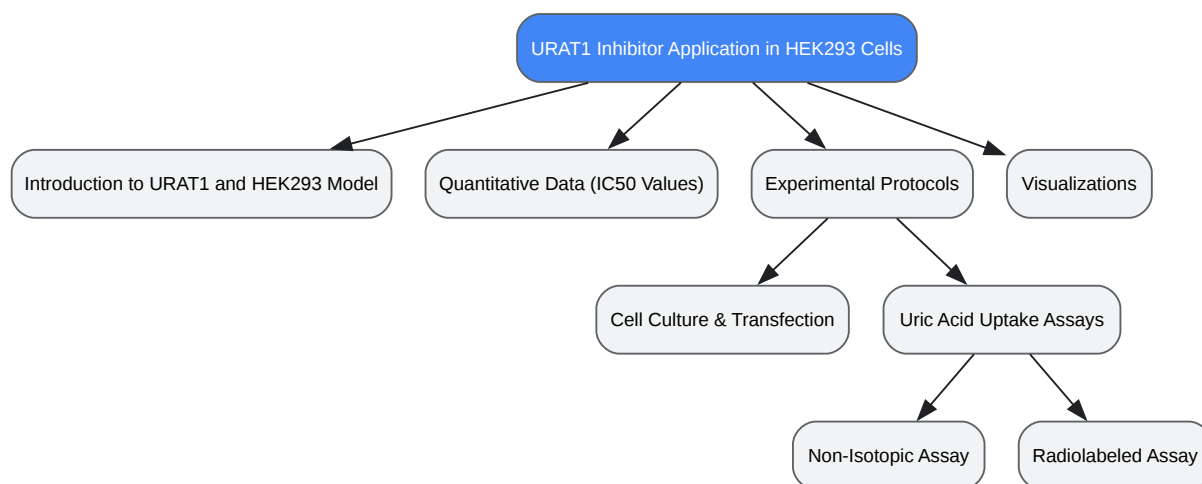 URAT1 Inhibitor Application in HEK293 Cells
Introduction to URAT1 and HEK293 Model
Quantitative Data (IC50 Values)
Experimental Protocols
Visualizations
Cell Culture & Transfection
Uric Acid Uptake Assays
Non-Isotopic Assay
Radiolabeled Assay